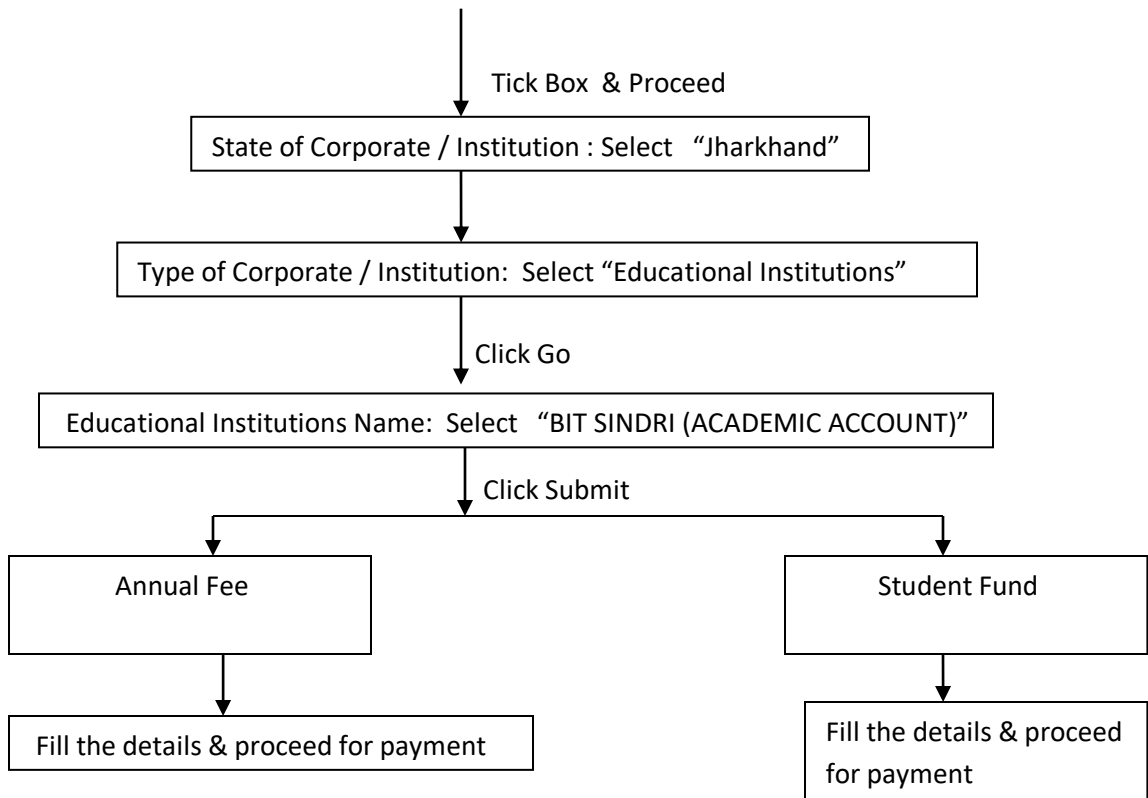 Tick Box & Proceed
State of Corporate / Institution : Select “Jharkhand”
Type of Corporate / Institution: Select “Educational Institutions”
Click Go
Educational Institutions Name: Select “BIT SINDRI (ACADEMIC ACCOUNT)”
Click Submit
Annual Fee
Student Fund
Fill the details & proceed for payment
Fill the details & proceed
for payment